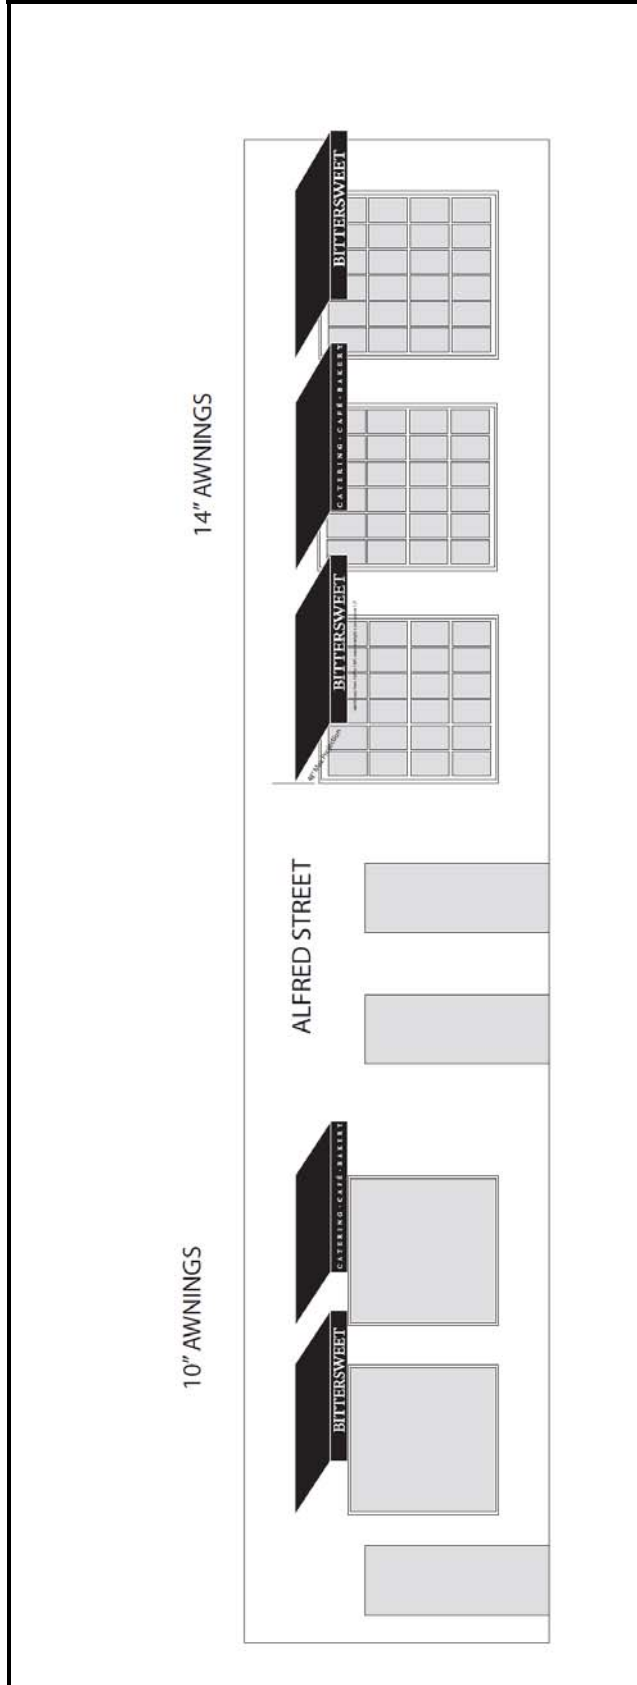 10" AWNINGS
14" AWNINGS
ALFRED STREET
BITTERSWEET
CATERING · CAFÉ · BAKERY
BITTERSWEET
CATERING · CAFÉ · BAKERY
BITTERSWEET